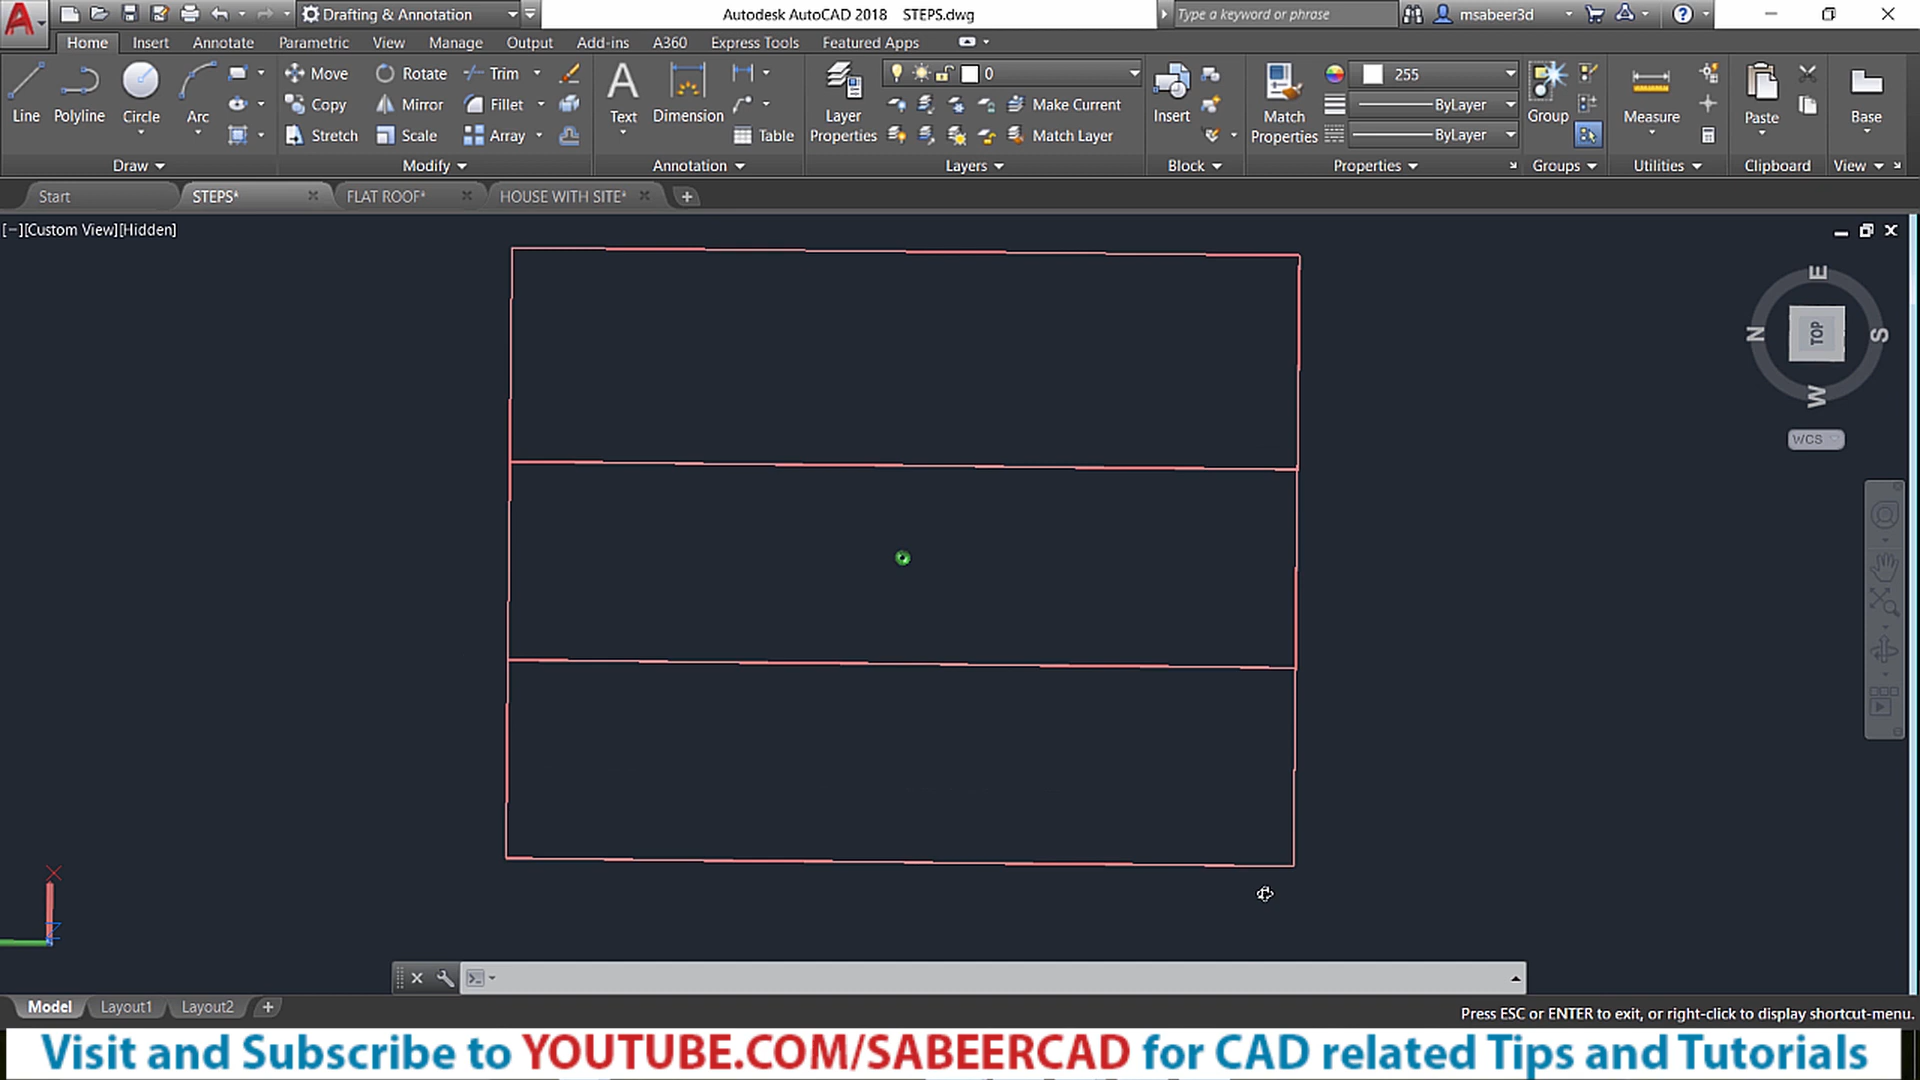 Drafting & Annotation
Autodesk AutoCAD 2018 STEPS.dwg
Type a keyword or phrase
msabeer3d
Home Insert Annotate Parametric View Manage Output Add-ins A360 Express Tools Featured Apps
Line Polyline Circle Arc
Move Rotate Trim
Copy Mirror Fillet
Stretch Scale Array
Text Dimension Table
Layer Properties
0
Make Current
Match Layer
Insert
Match Properties
255
ByLayer
ByLayer
Group
Measure
Paste
Base
Draw Modify Annotation Layers Block Properties Groups Utilities Clipboard View
Start STEPS* FLAT ROOF* HOUSE WITH SITE*
[−][Custom View][Hidden]
E
N TOP S
W
WCS
X
Z
Model Layout1 Layout2
Press ESC or ENTER to exit, or right-click to display shortcut-menu.
Visit and Subscribe to YOUTUBE.COM/SABEERCAD for CAD related Tips and Tutorials